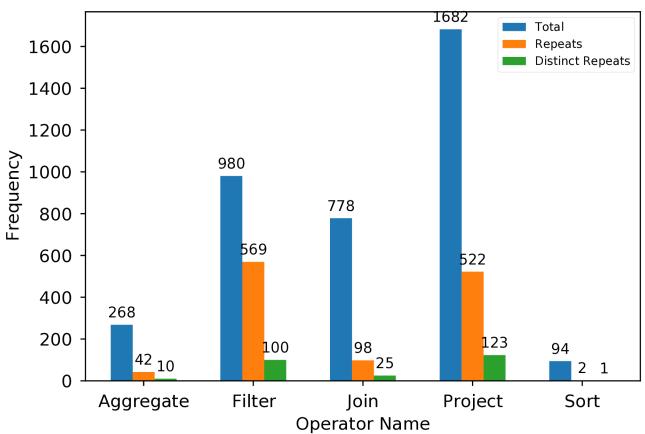 1682
Total
Repeats
Distinct Repeats
1600
1400
1200
1000
800
600
400
200
0
Frequency
268
42
10
980
569
100
778
98
25
522
123
94
2
1
Aggregate
Filter
Join
Project
Sort
Operator Name